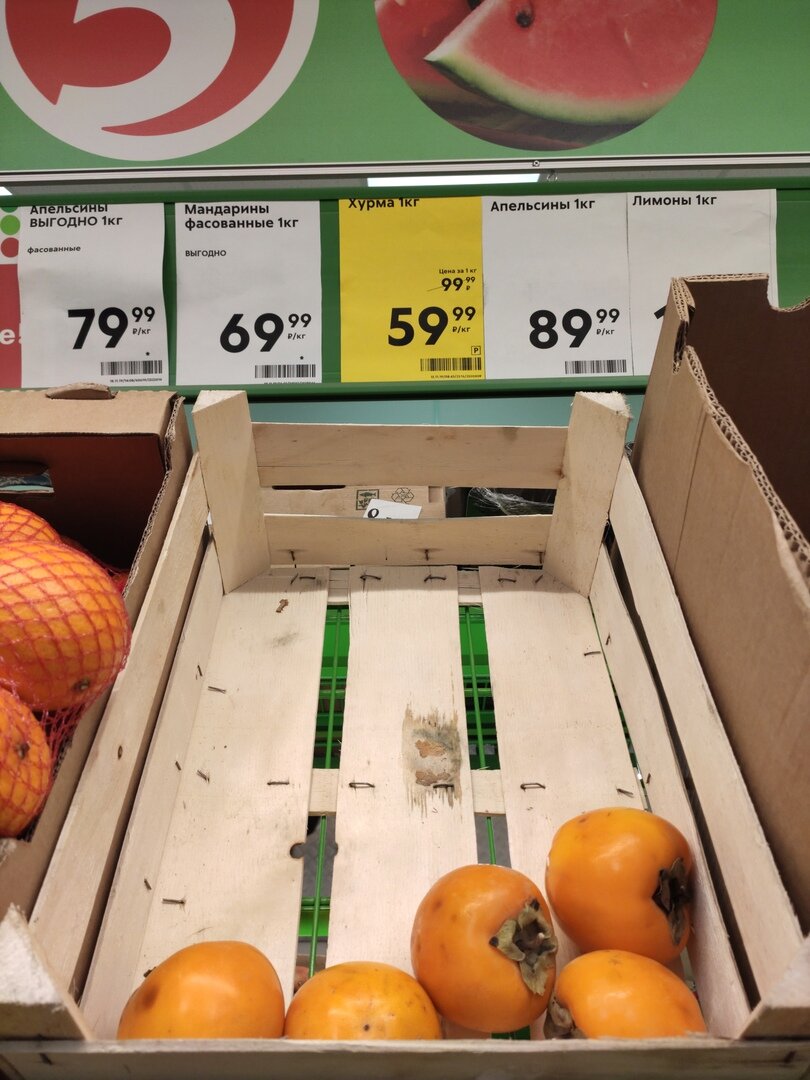 Апельсины
ВЫГОДНО 1кг
фасованные
79 99
₽/кг
Мандарины
фасованные 1кг
ВЫГОДНО
69 99
₽/кг
Хурма 1кг
Цена за 1 кг
99 99
₽
59 99
₽/кг
Р
Апельсины 1кг
89 99
₽/кг
Лимоны 1кг